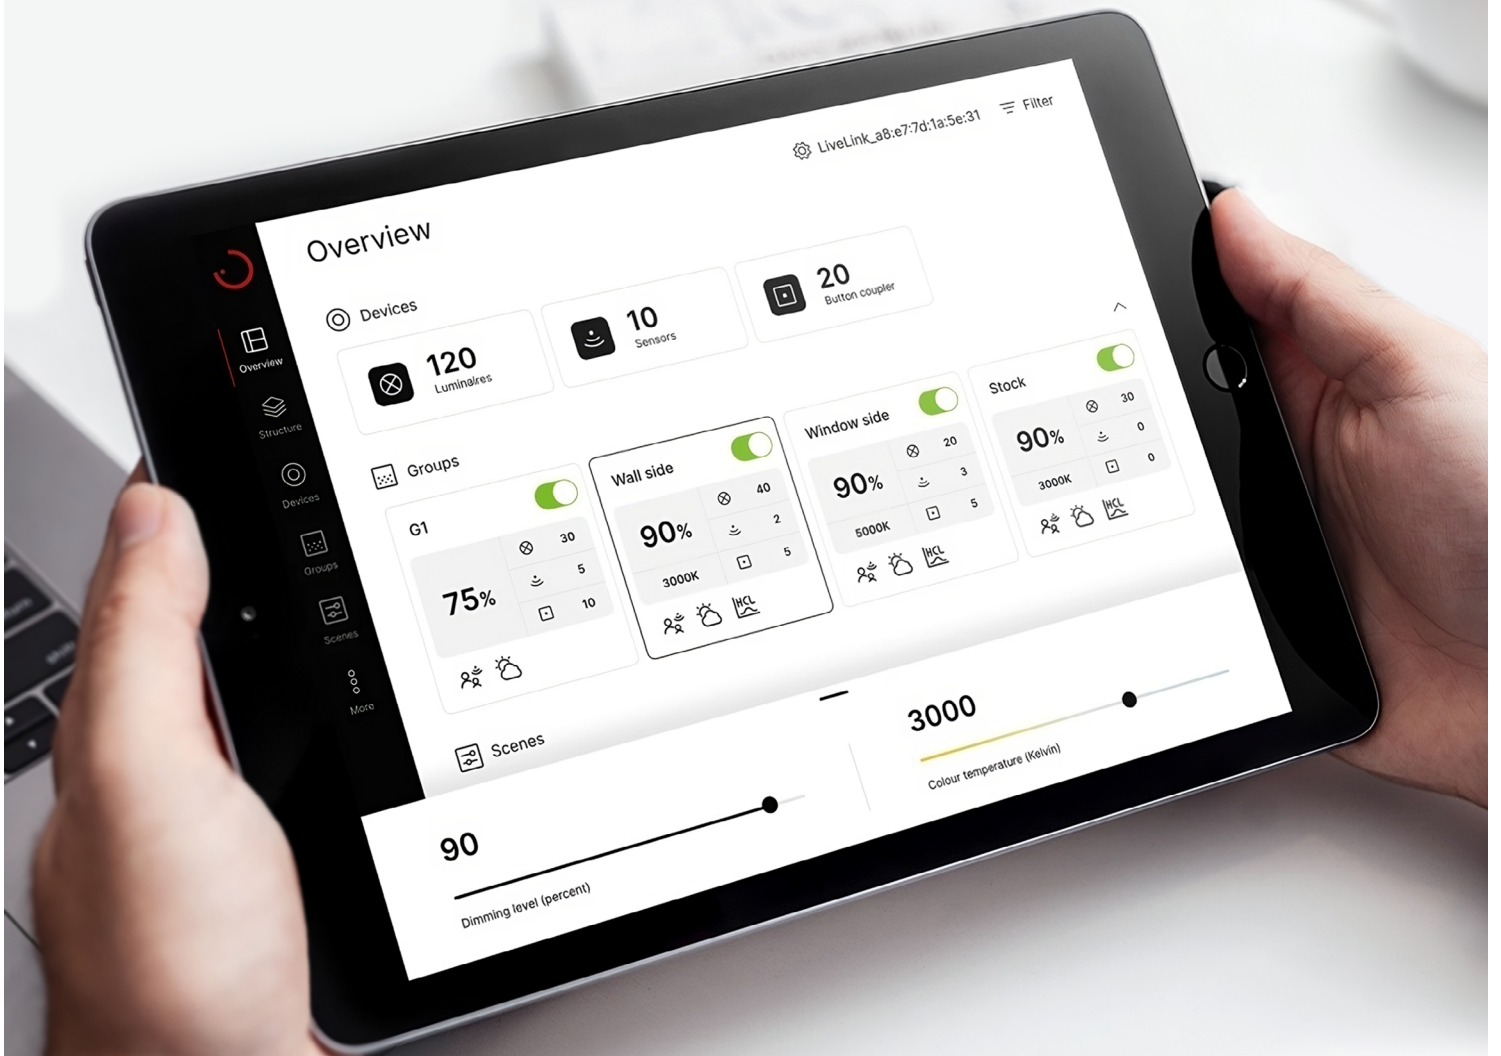 LiveLink_a8:e7:7d:1a:5e:31
Filter
Overview
Devices
120
Luminaires
10
Sensors
20
Button coupler
Overview
Structure
Devices
Groups
Scenes
More
Groups
G1
75%
30
5
10
Wall side
90%
3000K
40
2
5
HCL
Window side
90%
5000K
20
3
5
HCL
Stock
90%
3000K
30
0
0
HCL
Scenes
90
Dimming level (percent)
3000
Colour temperature (Kelvin)